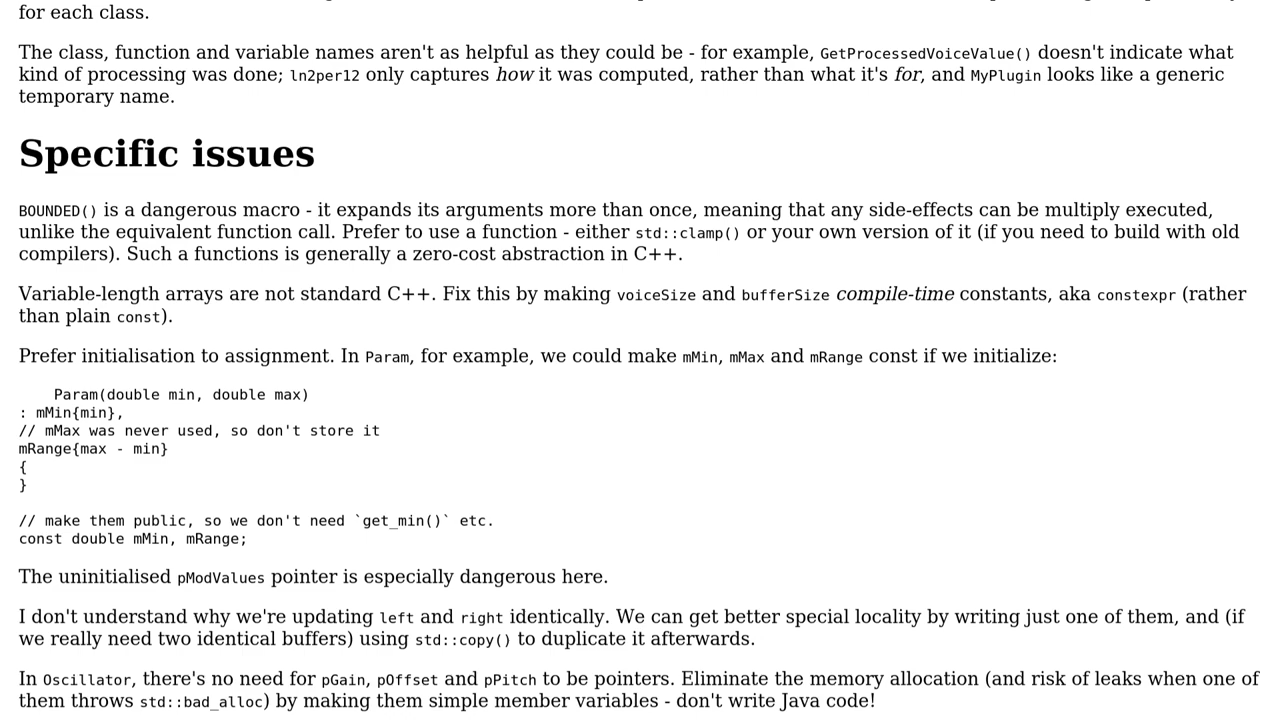 for each class.
The class, function and variable names aren't as helpful as they could be - for example, GetProcessedVoiceValue() doesn't indicate what
kind of processing was done; ln2per12 only captures how it was computed, rather than what it's for, and MyPlugin looks like a generic
temporary name.
Specific issues
BOUNDED() is a dangerous macro - it expands its arguments more than once, meaning that any side-effects can be multiply executed,
unlike the equivalent function call. Prefer to use a function - either std::clamp() or your own version of it (if you need to build with old
compilers). Such a functions is generally a zero-cost abstraction in C++.
Variable-length arrays are not standard C++. Fix this by making voiceSize and bufferSize compile-time constants, aka constexpr (rather
than plain const).
Prefer initialisation to assignment. In Param, for example, we could make mMin, mMax and mRange const if we initialize:
Param(double min, double max)
: mMin{min},
// mMax was never used, so don't store it
mRange{max - min}
{
}
// make them public, so we don't need `get_min()` etc.
const double mMin, mRange;
The uninitialised pModValues pointer is especially dangerous here.
I don't understand why we're updating left and right identically. We can get better special locality by writing just one of them, and (if
we really need two identical buffers) using std::copy() to duplicate it afterwards.
In Oscillator, there's no need for pGain, pOffset and pPitch to be pointers. Eliminate the memory allocation (and risk of leaks when one of
them throws std::bad_alloc) by making them simple member variables - don't write Java code!